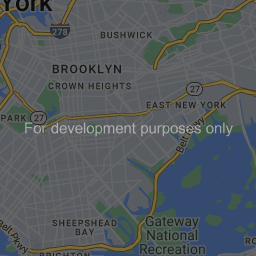 York
BUSHWICK
278
BROOKLYN
CROWN HEIGHTS
27
EAST NEW YORK
PARK
27
For development purposes only
Belt Pkwy
Belt Pkwy
SHEEPSHEAD
BAY
Gateway
National
Recreation
BRIGHTON